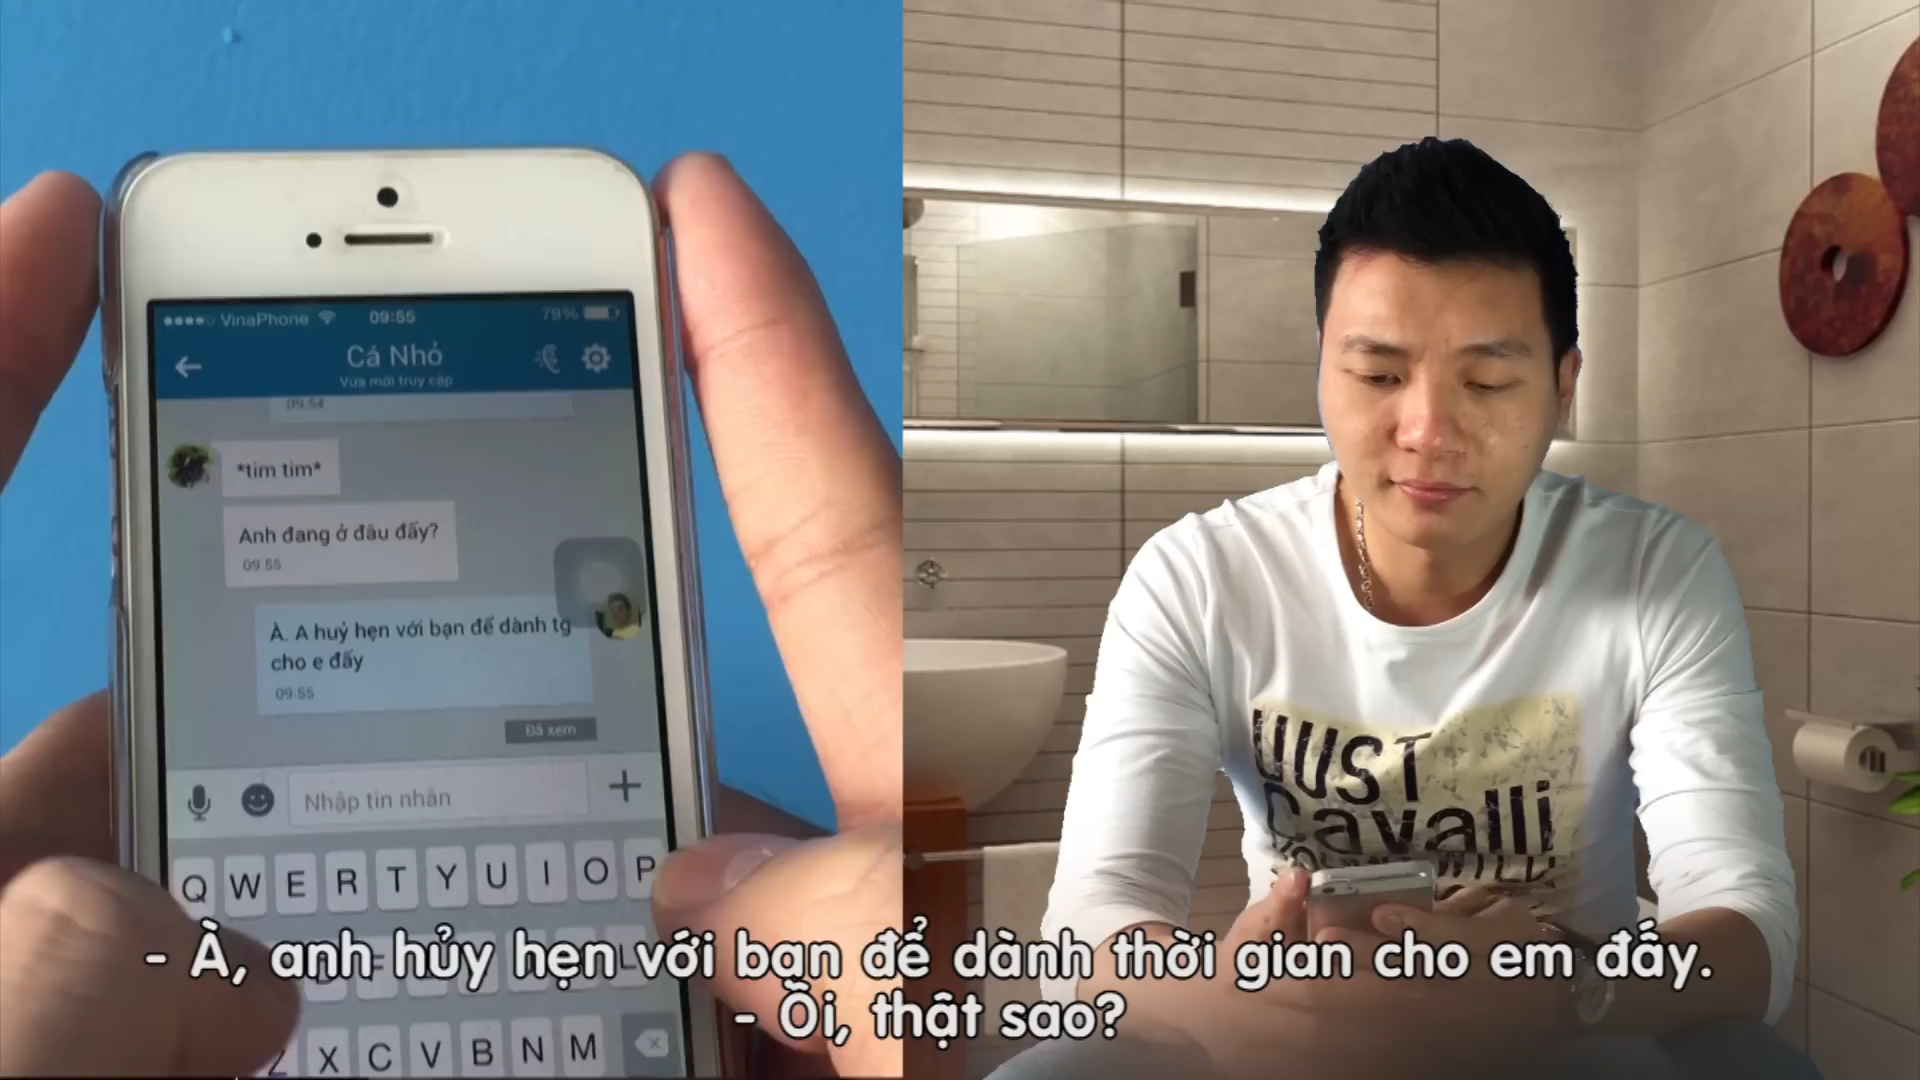 VinaPhone 09:55 79%
Cá Nhỏ
Vừa mới truy cập
09:54
*tim tim*
Anh đang ở đâu đấy?
09:55
À. A huỷ hẹn với bạn để dành tg
cho e đấy
09:55
Đã xem
Nhập tin nhắn
Q W E R T Y U I O P
Z X C V B N M
JUST
Cavalli
- À, anh hủy hẹn với bạn để dành thời gian cho em đấy.
- Ồi, thật sao?